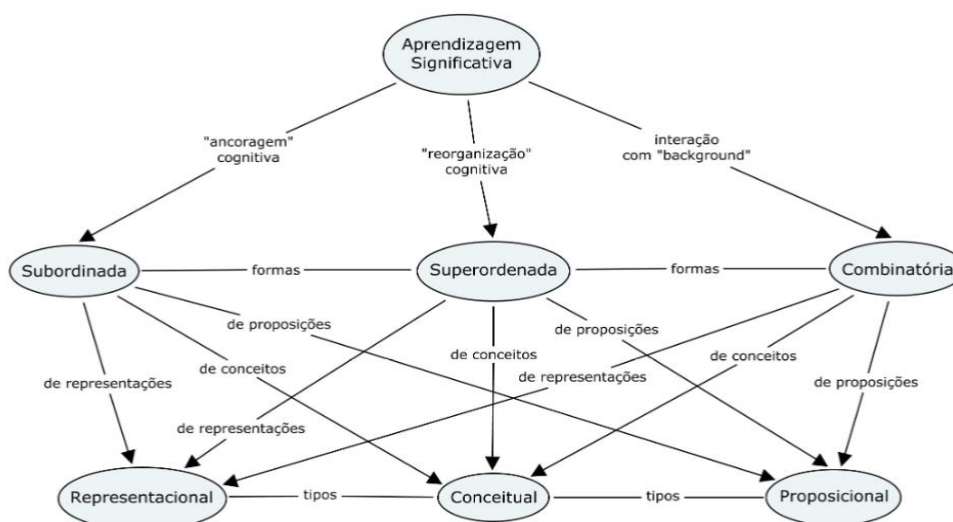 Aprendizagem
Significativa
"ancoragem"
cognitiva
"reorganização"
cognitiva
interação
com "background"
Subordinada
formas
Superordenada
formas
Combinatória
de proposições
de proposições
de conceitos
de conceitos
de representações
de conceitos
de representações
de proposições
de representações
Representacional
tipos
Conceitual
tipos
Proposicional